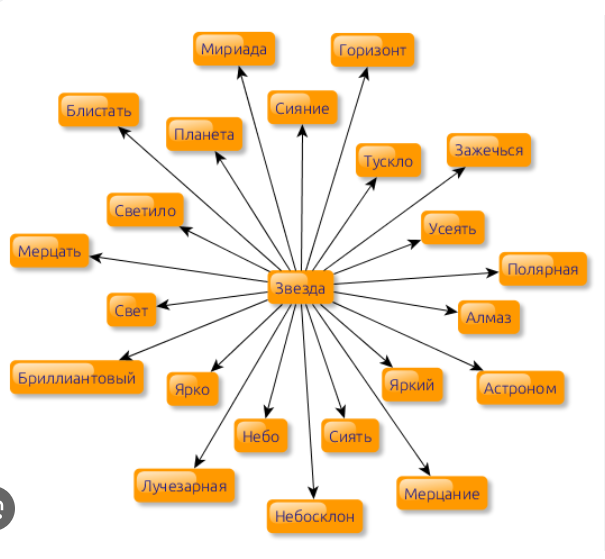 Мириада
Горизонт
Блистать
Сияние
Планета
Тускло
Зажечься
Светило
Усеять
Мерцать
Полярная
Звезда
Свет
Алмаз
Бриллиантовый
Ярко
Яркий
Астроном
Небо
Сиять
Лучезарная
Мерцание
Небосклон